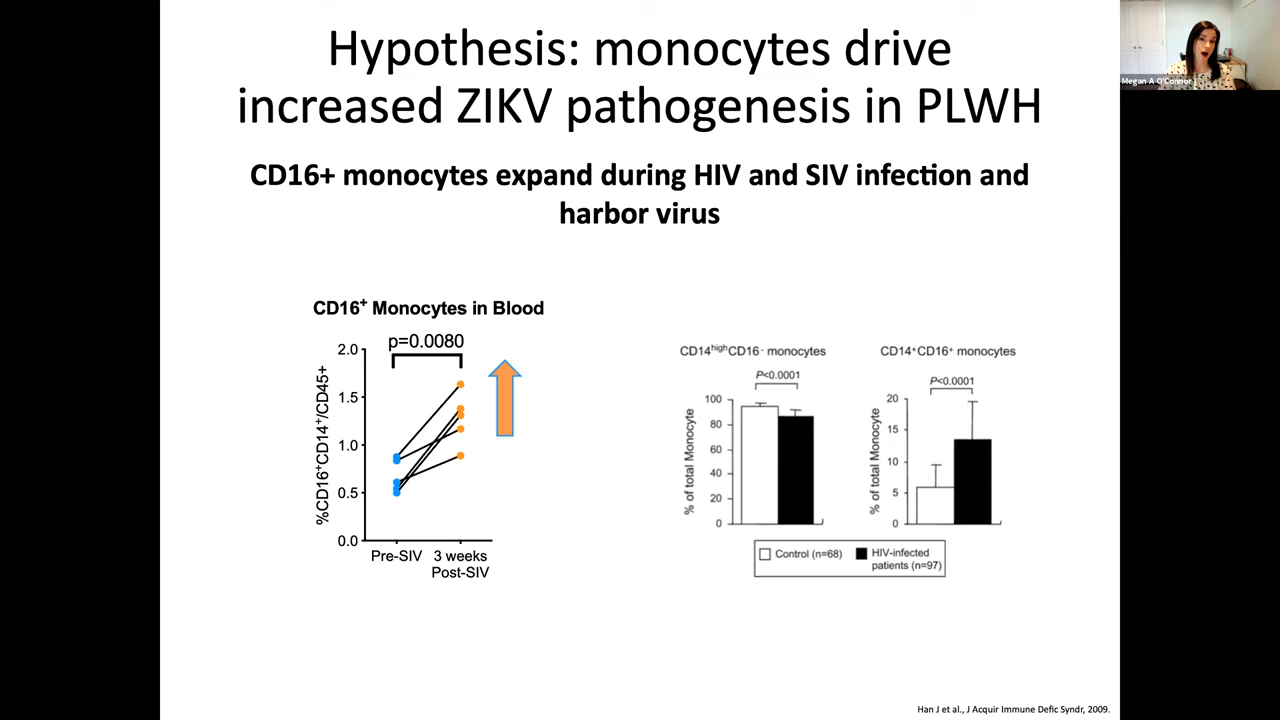 Hypothesis: monocytes drive
increased ZIKV pathogenesis in PLWH
CD16+ monocytes expand during HIV and SIV infection and
harbor virus
CD16+ Monocytes in Blood
p=0.0080
%CD16+CD14+/CD45+
2.0
1.5
1.0
0.5
0.0
Pre-SIV
3 weeks
Post-SIV
CD14highCD16- monocytes
P<0.0001
% of total Monocyte
100
80
60
40
20
0
CD14+CD16+ monocytes
P<0.0001
% of total Monocyte
20
15
10
5
0
Control (n=68)
HIV-infected
patients (n=97)
Han J et al., J Acquir Immune Defic Syndr, 2009.
Megan A O'Connor